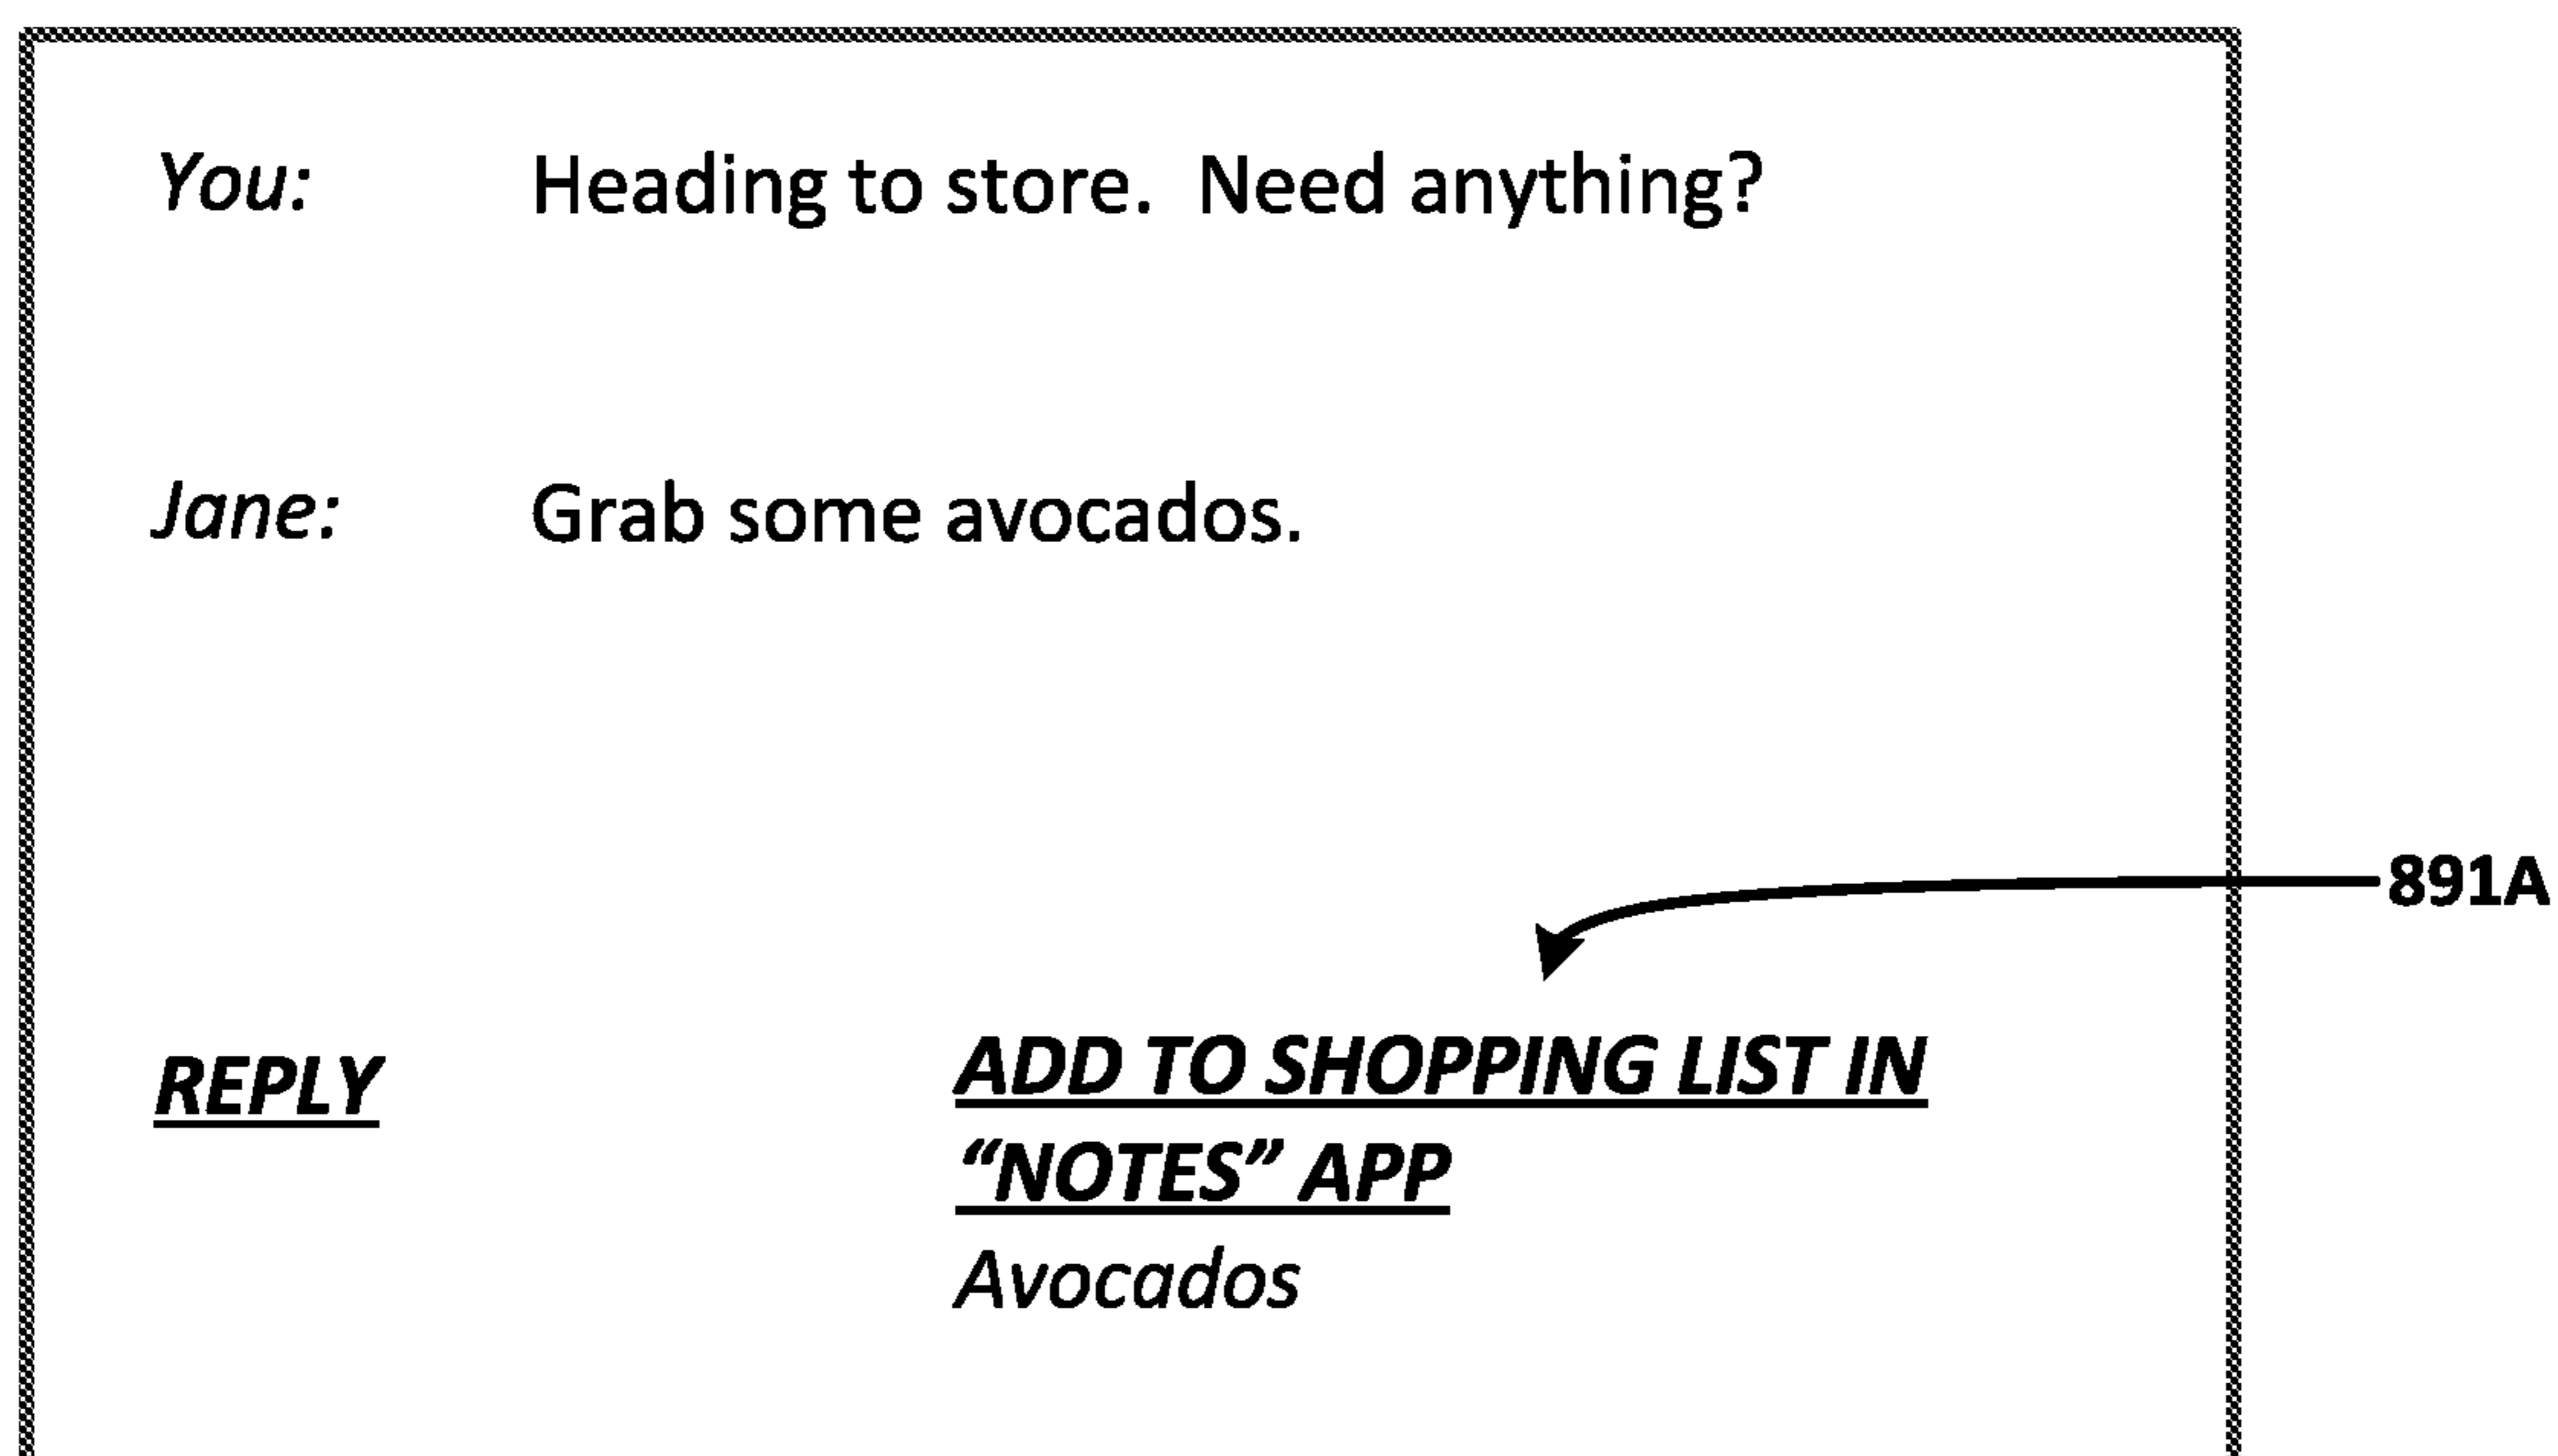 You: Heading to store. Need anything?
Jane: Grab some avocados.
891A
REPLY
ADD TO SHOPPING LIST IN
“NOTES” APP
Avocados